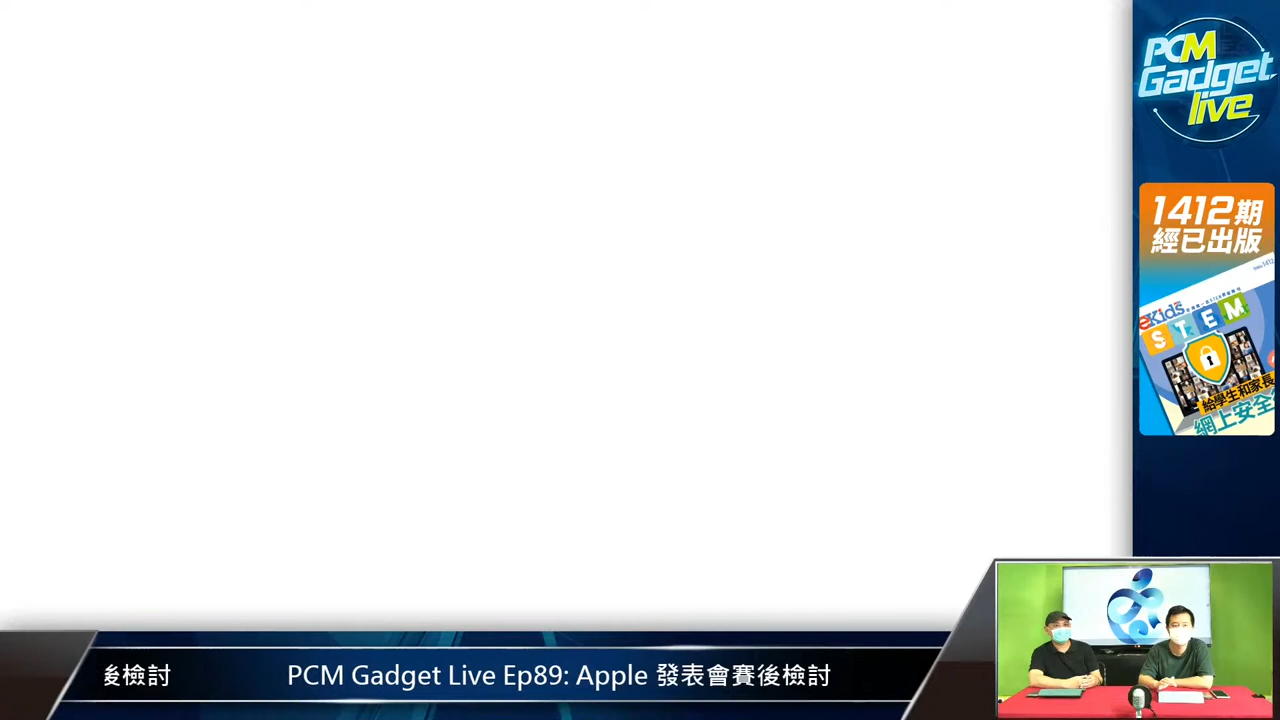 PCM
Gadget
live
1412期
經已出版
eKids
STEM
給學生和家長
網上安全
後檢討 PCM Gadget Live Ep89: Apple 發表會賽後檢討